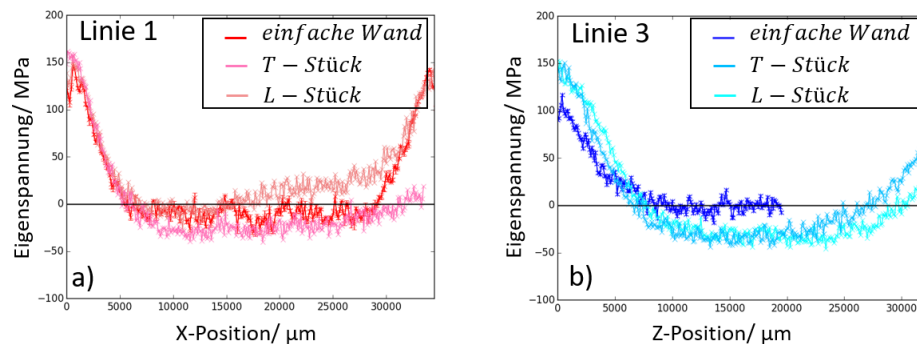 Linie 1
einfache Wand
T − Stück
L − Stück
Eigenspannung/ MPa
200
150
100
50
0
−50
−100
a)
0
5000
10000
15000
20000
25000
30000
X-Position/ µm
Linie 3
einfache Wand
T − Stück
L − Stück
Eigenspannung/ MPa
200
150
100
50
0
−50
−100
b)
0
5000
10000
15000
20000
25000
30000
Z-Position/ µm